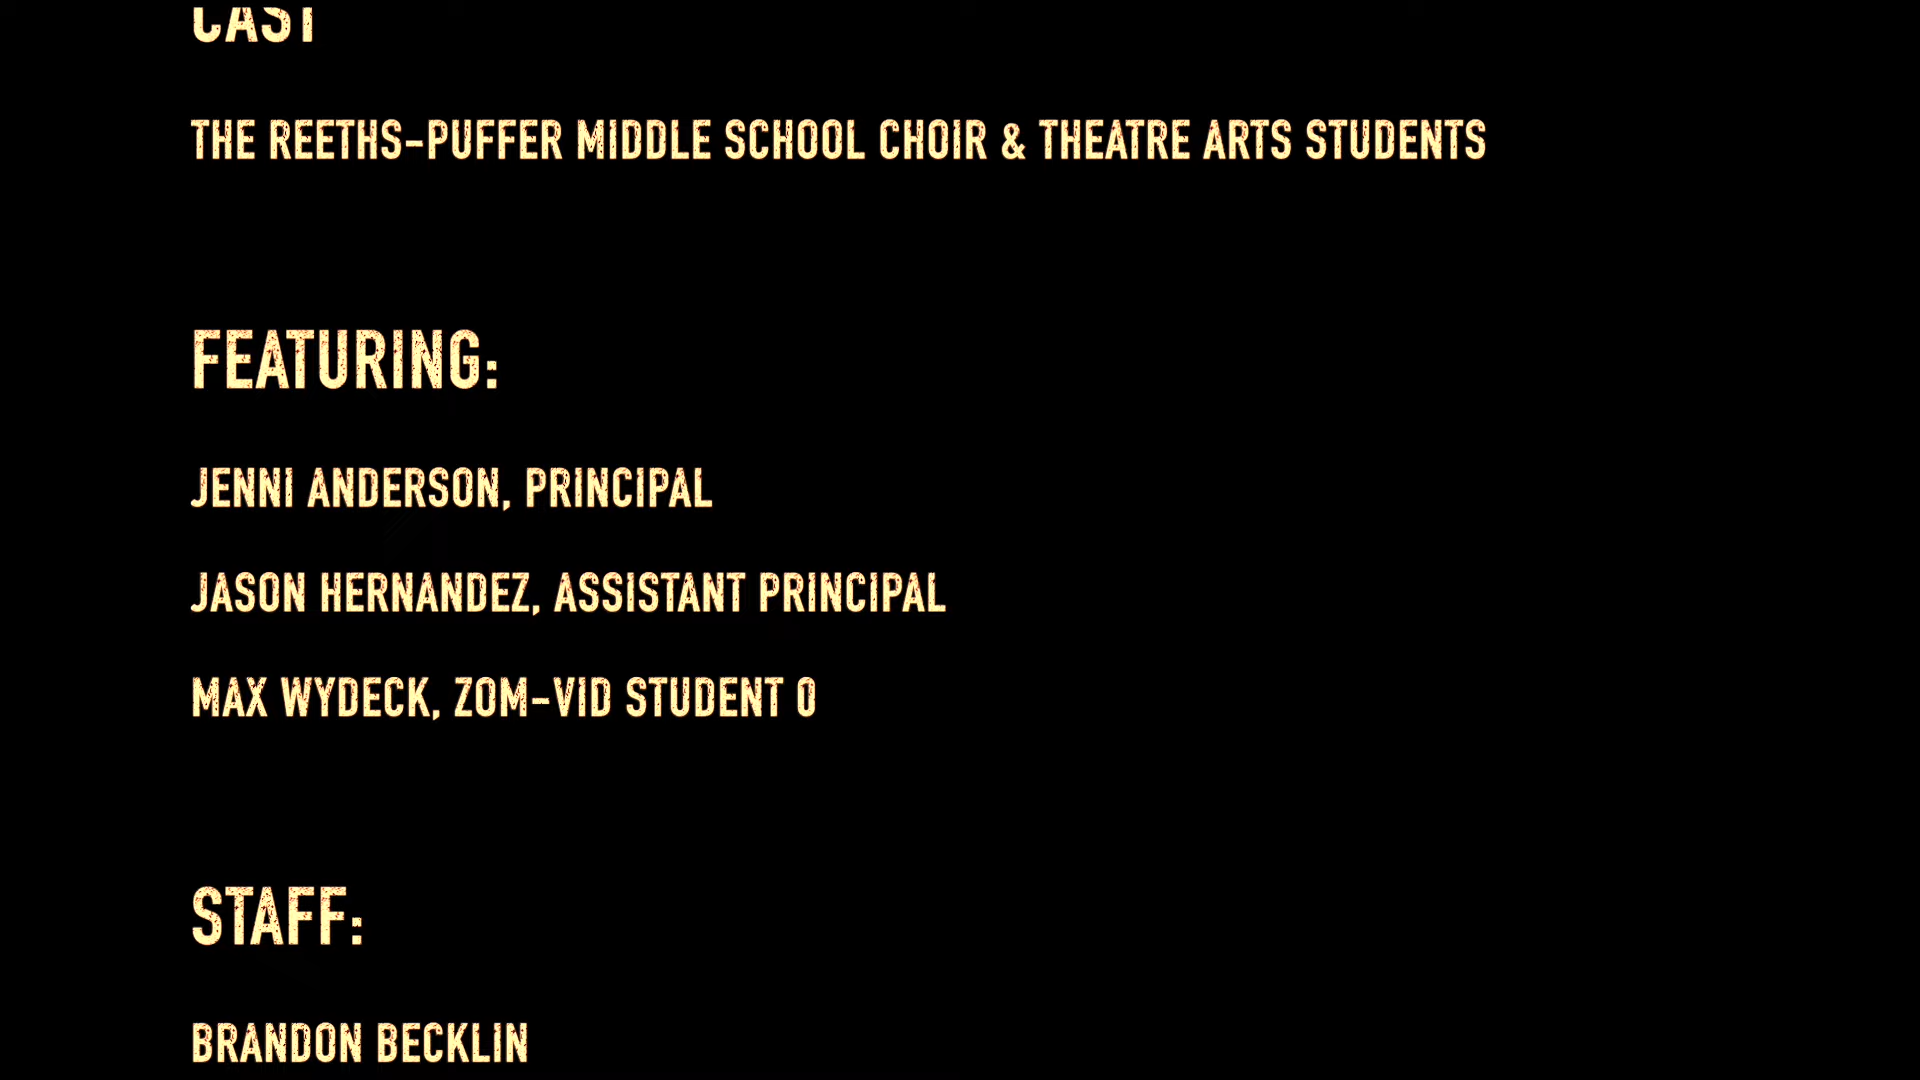 CAST
THE REETHS-PUFFER MIDDLE SCHOOL CHOIR & THEATRE ARTS STUDENTS
FEATURING:
JENNI ANDERSON, PRINCIPAL
JASON HERNANDEZ, ASSISTANT PRINCIPAL
MAX WYDECK, ZOM-VID STUDENT 0
STAFF:
BRANDON BECKLIN